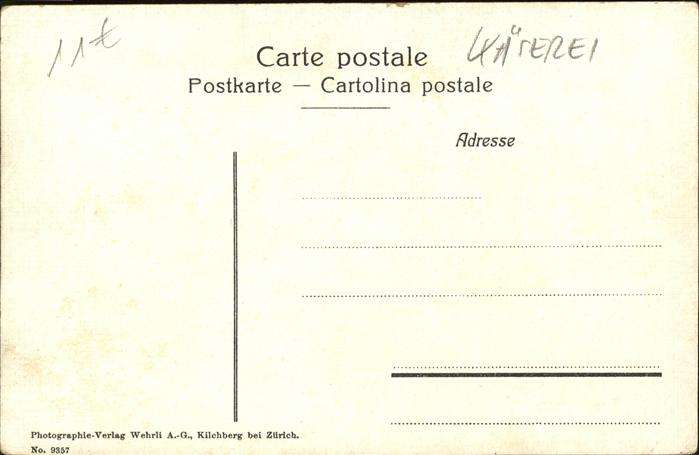 11€
KÄSEREI
Carte postale
Postkarte — Cartolina postale
Adresse
Photographie-Verlag Wehrli A.-G., Kilchberg bei Zürich.
No. 9357